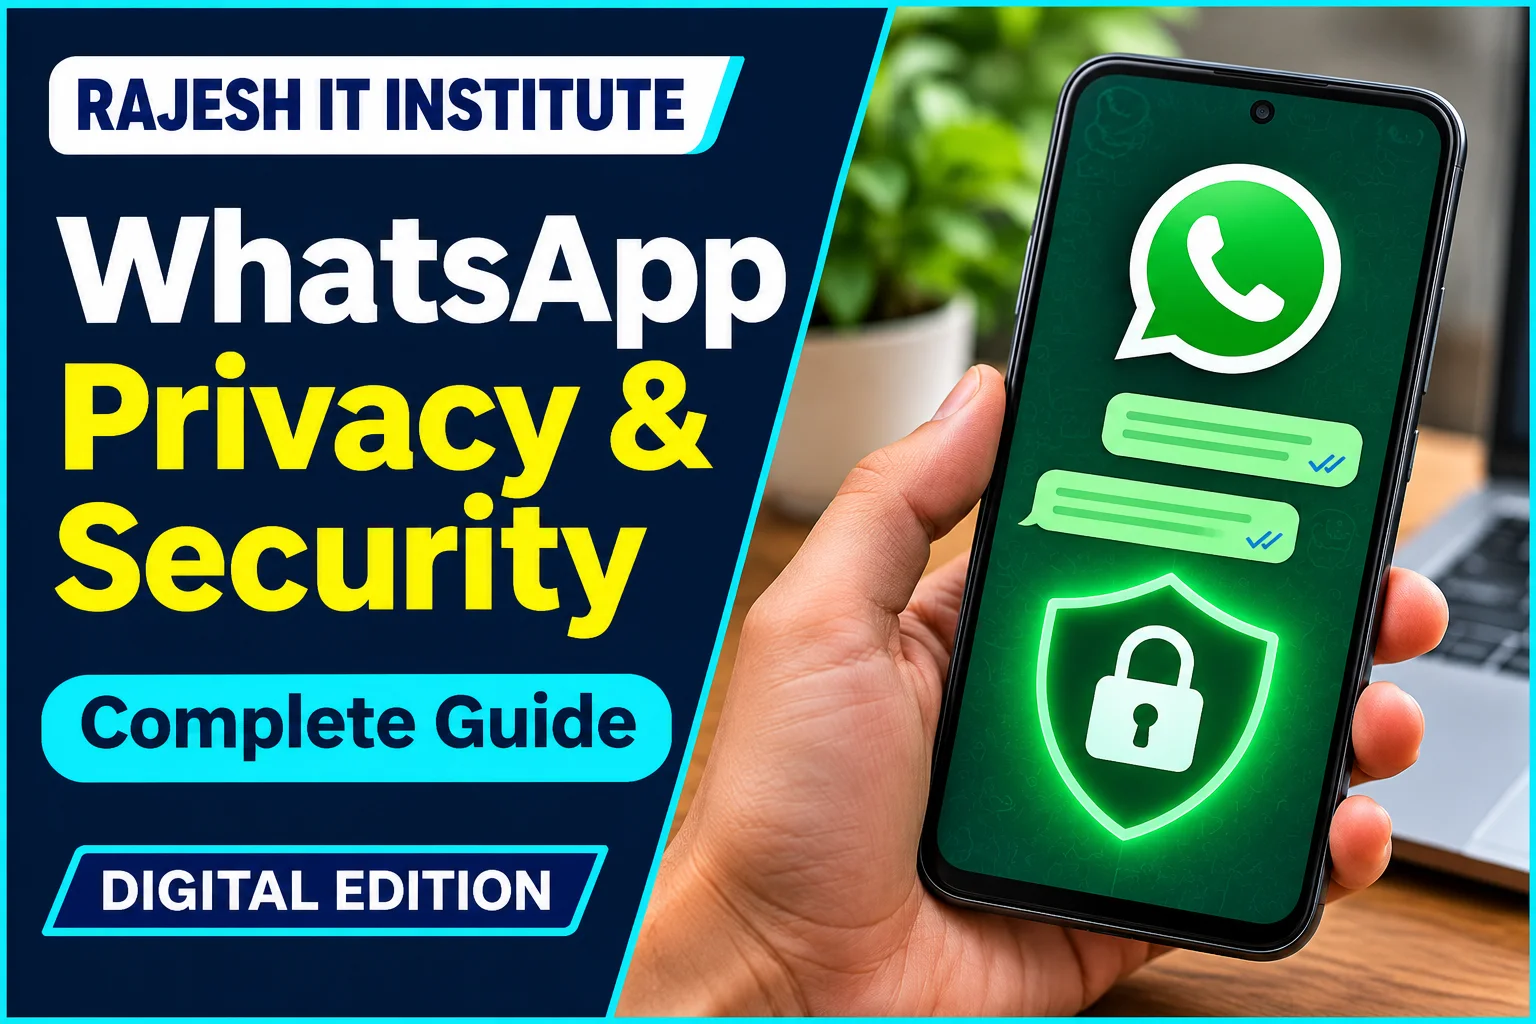 RAJESH IT INSTITUTE
WhatsApp
Privacy &
Security
Complete Guide
DIGITAL EDITION